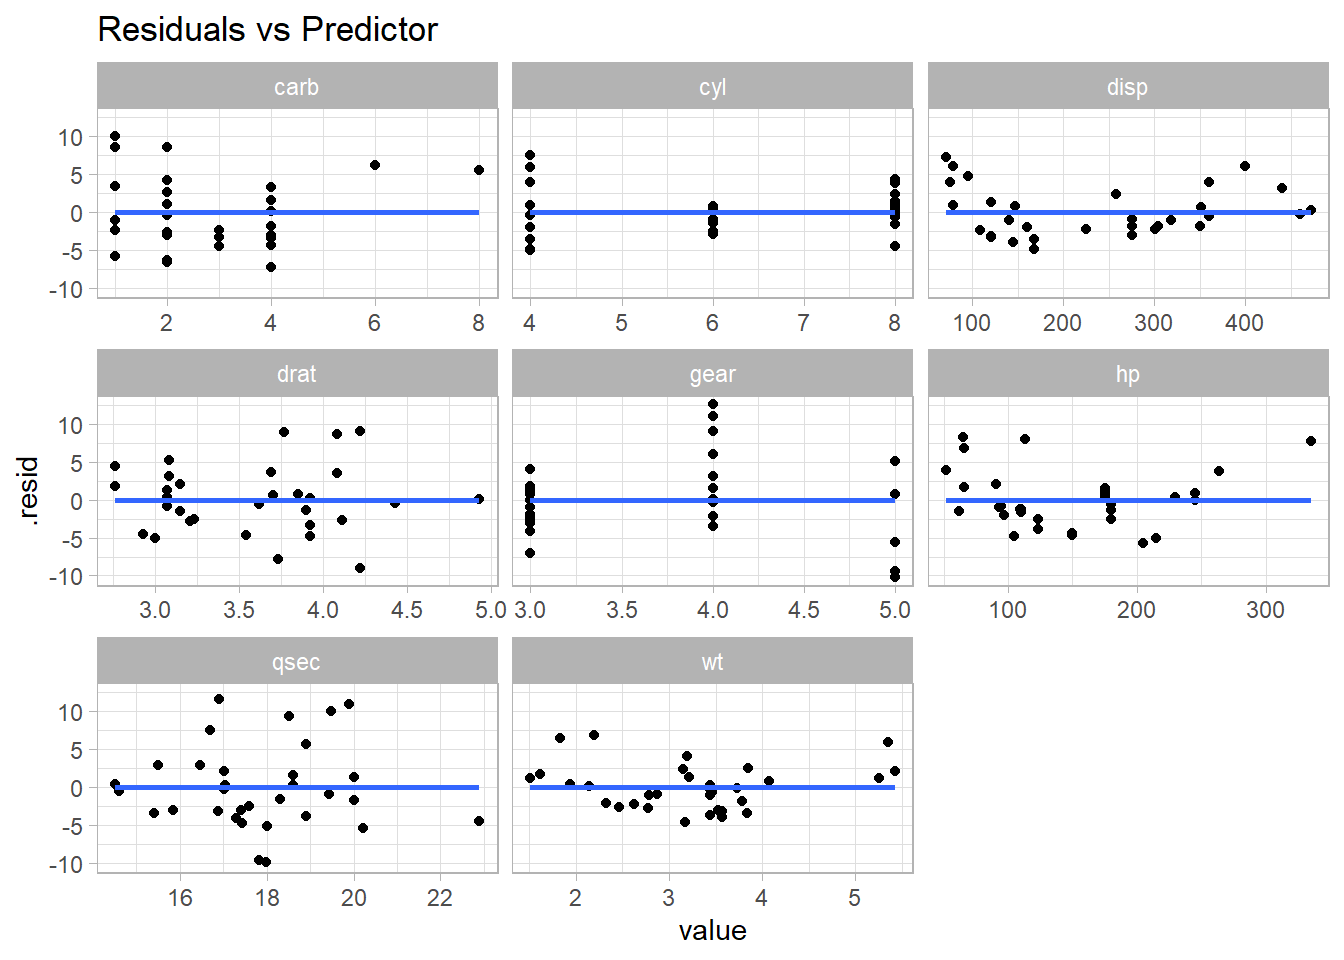 Residuals vs Predictor
carb cyl disp
10
5
0
-5
-10
2 4 6 8 4 5 6 7 8 100 200 300 400
drat gear hp
10
5
0
-5
-10
3.0 3.5 4.0 4.5 5.0 3.0 3.5 4.0 4.5 5.0 100 200 300
qsec wt
10
5
0
-5
-10
16 18 20 22 2 3 4 5
value
.resid